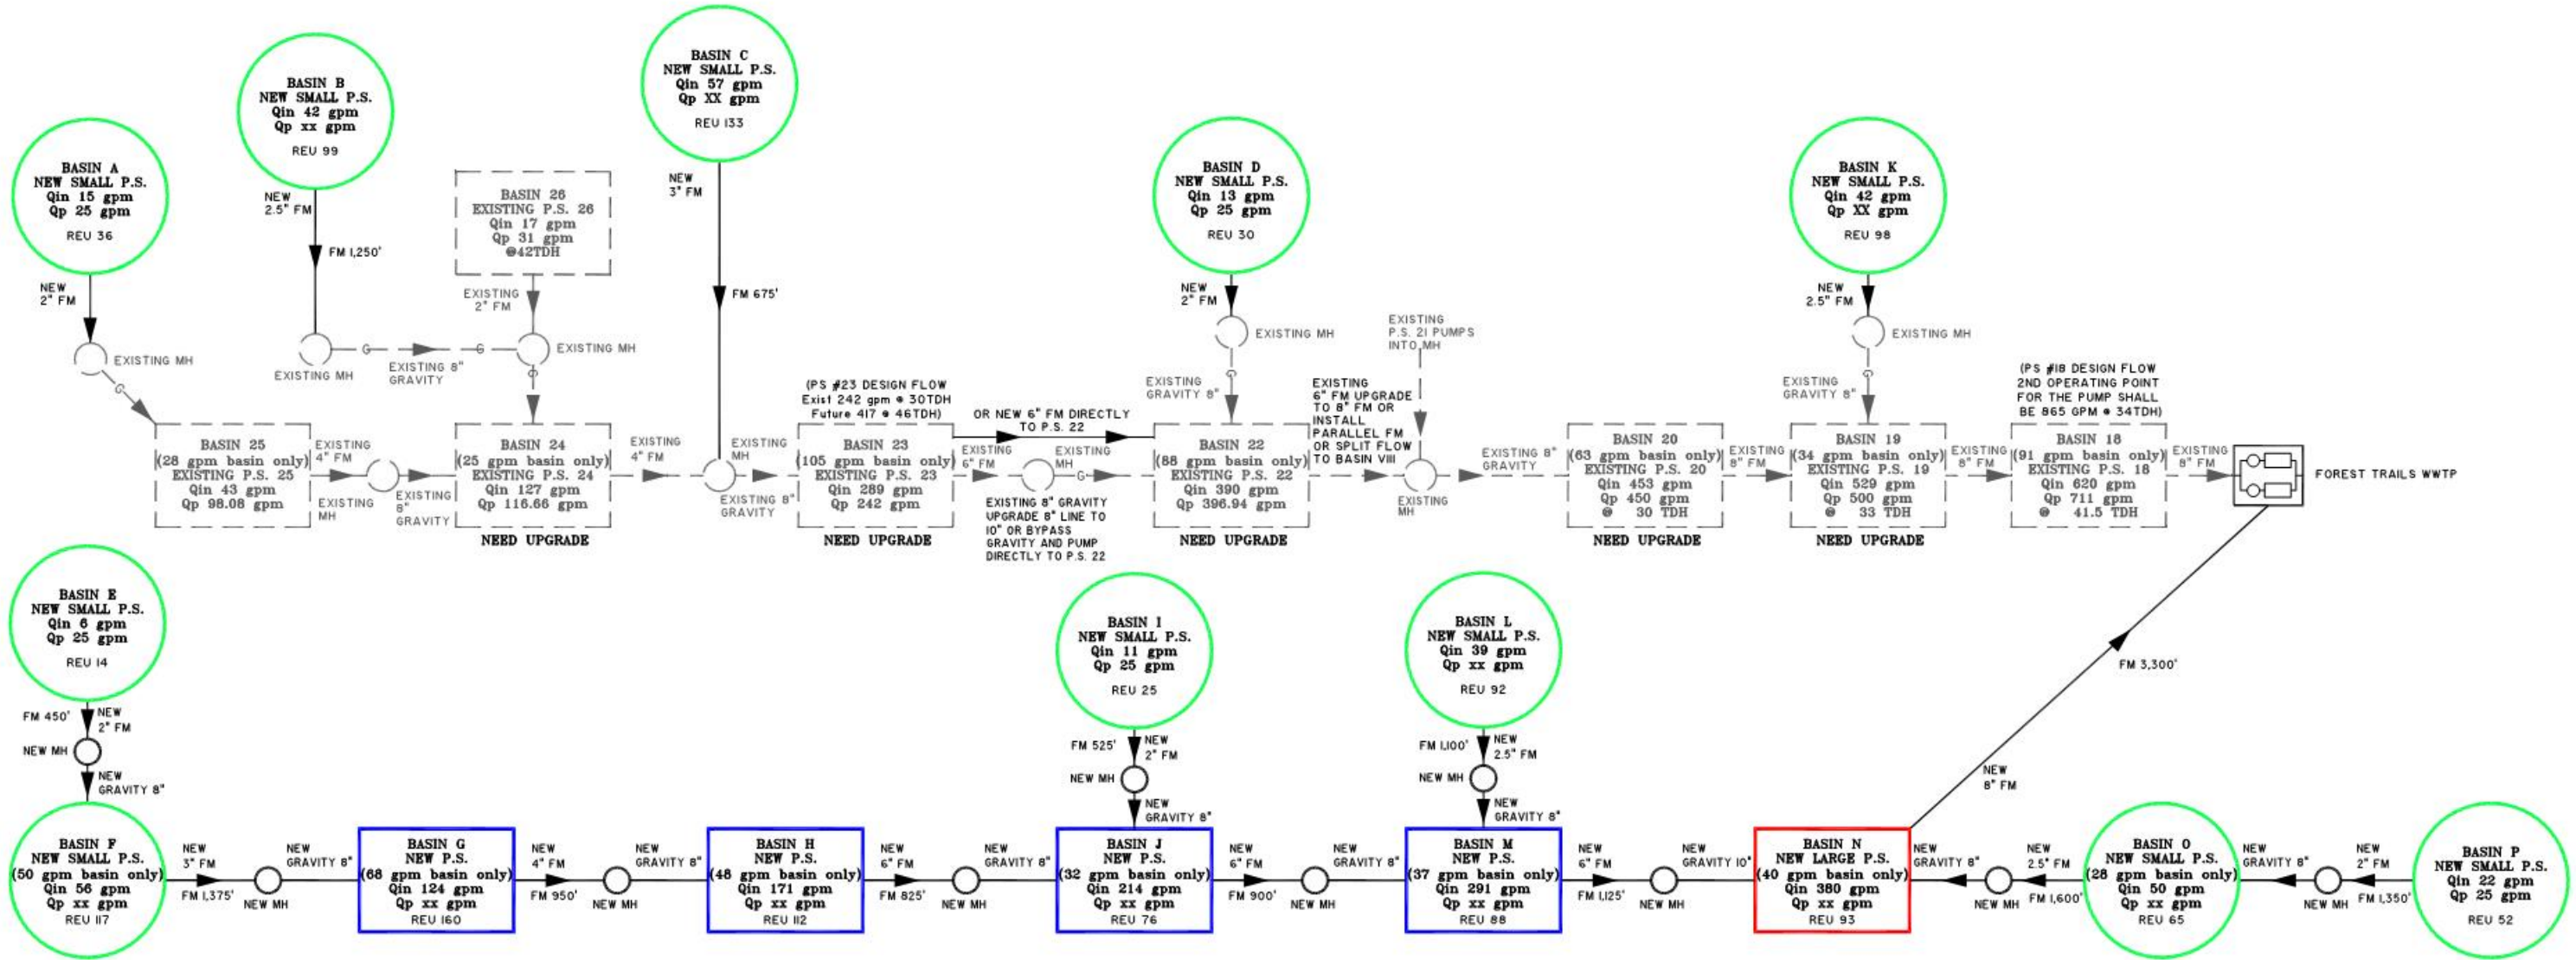 BASIN A
NEW SMALL P.S.
Qin 15 gpm
Qp 25 gpm
REU 36
NEW
2" FM
EXISTING MH
BASIN B
NEW SMALL P.S.
Qin 42 gpm
Qp xx gpm
REU 99
NEW
2.5" FM
FM 1,250'
EXISTING MH
EXISTING 8"
GRAVITY
G
G
G
BASIN 26
EXISTING P.S. 26
Qin 17 gpm
Qp 31 gpm
@42TDH
EXISTING
2" FM
EXISTING MH
G
BASIN C
NEW SMALL P.S.
Qin 57 gpm
Qp XX gpm
REU 133
NEW
3" FM
FM 675'
BASIN D
NEW SMALL P.S.
Qin 13 gpm
Qp 25 gpm
REU 30
NEW
2" FM
EXISTING MH
G
EXISTING
GRAVITY 8"
EXISTING
P.S. 21 PUMPS
INTO MH
BASIN K
NEW SMALL P.S.
Qin 42 gpm
Qp XX gpm
REU 98
NEW
2.5" FM
EXISTING MH
G
EXISTING
GRAVITY 8"
BASIN 25
(28 gpm basin only)
EXISTING P.S. 25
Qin 43 gpm
Qp 98.08 gpm
EXISTING
4" FM
EXISTING
MH
EXISTING
8"
GRAVITY
BASIN 24
(25 gpm basin only)
EXISTING P.S. 24
Qin 127 gpm
Qp 116.66 gpm
NEED UPGRADE
EXISTING
4" FM
EXISTING
MH
EXISTING 8"
GRAVITY
(PS #23 DESIGN FLOW
Exist 242 gpm @ 30TDH
Future 417 @ 46TDH)
BASIN 23
(105 gpm basin only)
EXISTING P.S. 23
Qin 289 gpm
Qp 242 gpm
NEED UPGRADE
OR NEW 6" FM DIRECTLY
TO P.S. 22
EXISTING
6" FM
EXISTING
MH
G
EXISTING 8" GRAVITY
UPGRADE 8" LINE TO
10" OR BYPASS
GRAVITY AND PUMP
DIRECTLY TO P.S. 22
BASIN 22
(88 gpm basin only)
EXISTING P.S. 22
Qin 390 gpm
Qp 396.94 gpm
NEED UPGRADE
EXISTING
6" FM UPGRADE
TO 8" FM OR
INSTALL
PARALLEL FM
OR SPLIT FLOW
TO BASIN VIII
EXISTING
MH
EXISTING 8"
GRAVITY
BASIN 20
(63 gpm basin only)
EXISTING P.S. 20
Qin 453 gpm
Qp 450 gpm
@ 30 TDH
NEED UPGRADE
EXISTING
8" FM
BASIN 19
(34 gpm basin only)
EXISTING P.S. 19
Qin 529 gpm
Qp 500 gpm
@ 33 TDH
NEED UPGRADE
EXISTING
8" FM
(PS #18 DESIGN FLOW
2ND OPERATING POINT
FOR THE PUMP SHALL
BE 865 GPM @ 34TDH)
BASIN 18
(91 gpm basin only)
EXISTING P.S. 18
Qin 620 gpm
Qp 711 gpm
@ 41.5 TDH
EXISTING
8" FM
FOREST TRAILS WWTP
BASIN E
NEW SMALL P.S.
Qin 6 gpm
Qp 25 gpm
REU 14
FM 450'
NEW
2" FM
NEW MH
NEW
GRAVITY 8"
BASIN I
NEW SMALL P.S.
Qin 11 gpm
Qp 25 gpm
REU 25
FM 525'
NEW
2" FM
NEW MH
NEW
GRAVITY 8"
BASIN L
NEW SMALL P.S.
Qin 39 gpm
Qp xx gpm
REU 92
FM 1,100'
NEW
2.5" FM
NEW MH
NEW
GRAVITY 8"
FM 3,300'
NEW
8" FM
BASIN F
NEW SMALL P.S.
(50 gpm basin only)
Qin 56 gpm
Qp xx gpm
REU 117
NEW
3" FM
FM 1,375'
NEW MH
NEW
GRAVITY 8"
BASIN G
NEW P.S.
(68 gpm basin only)
Qin 124 gpm
Qp xx gpm
REU 160
NEW
4" FM
FM 950'
NEW MH
NEW
GRAVITY 8"
BASIN H
NEW P.S.
(48 gpm basin only)
Qin 171 gpm
Qp xx gpm
REU 112
NEW
6" FM
FM 825'
NEW MH
NEW
GRAVITY 8"
BASIN J
NEW P.S.
(32 gpm basin only)
Qin 214 gpm
Qp xx gpm
REU 76
NEW
6" FM
FM 900'
NEW MH
NEW
GRAVITY 8"
BASIN M
NEW P.S.
(37 gpm basin only)
Qin 291 gpm
Qp xx gpm
REU 88
NEW
6" FM
FM 1,125'
NEW MH
NEW
GRAVITY 10"
BASIN N
NEW LARGE P.S.
(40 gpm basin only)
Qin 380 gpm
Qp xx gpm
REU 93
NEW
GRAVITY 8"
NEW MH
NEW
2.5" FM
FM 1,600'
BASIN O
NEW SMALL P.S.
(28 gpm basin only)
Qin 50 gpm
Qp xx gpm
REU 65
NEW
GRAVITY 8"
NEW MH
NEW
2" FM
FM 1,350'
BASIN P
NEW SMALL P.S.
Qin 22 gpm
Qp 25 gpm
REU 52